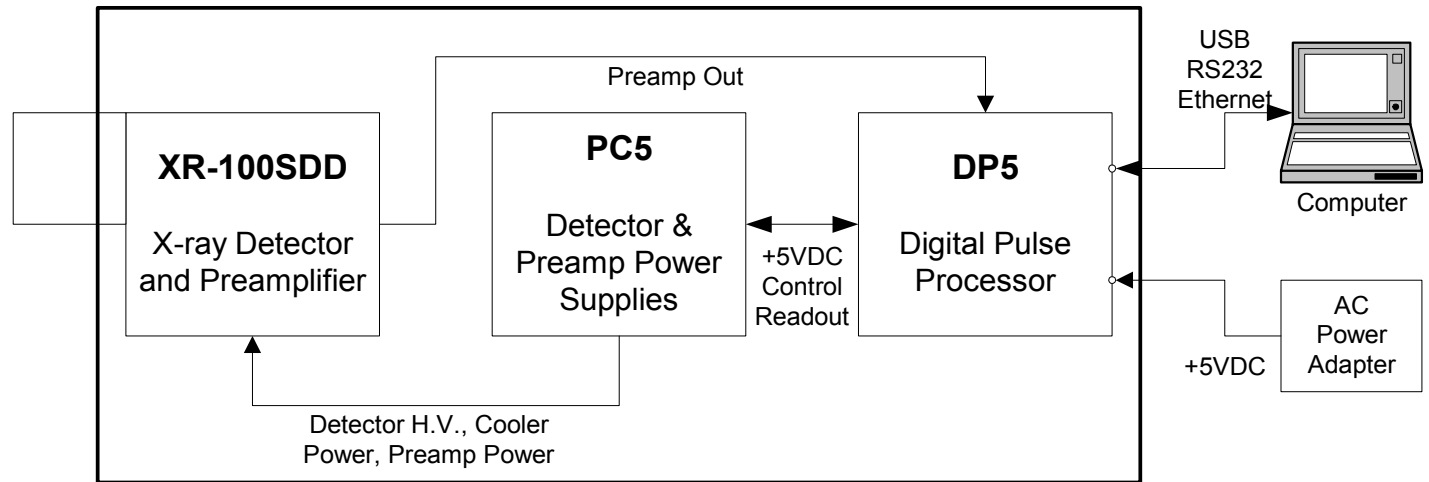 Preamp Out
XR-100SDD
X-ray Detector
and Preamplifier
PC5
Detector &
Preamp Power
Supplies
+5VDC
Control
Readout
DP5
Digital Pulse
Processor
Detector H.V., Cooler
Power, Preamp Power
USB
RS232
Ethernet
Computer
+5VDC
AC
Power
Adapter